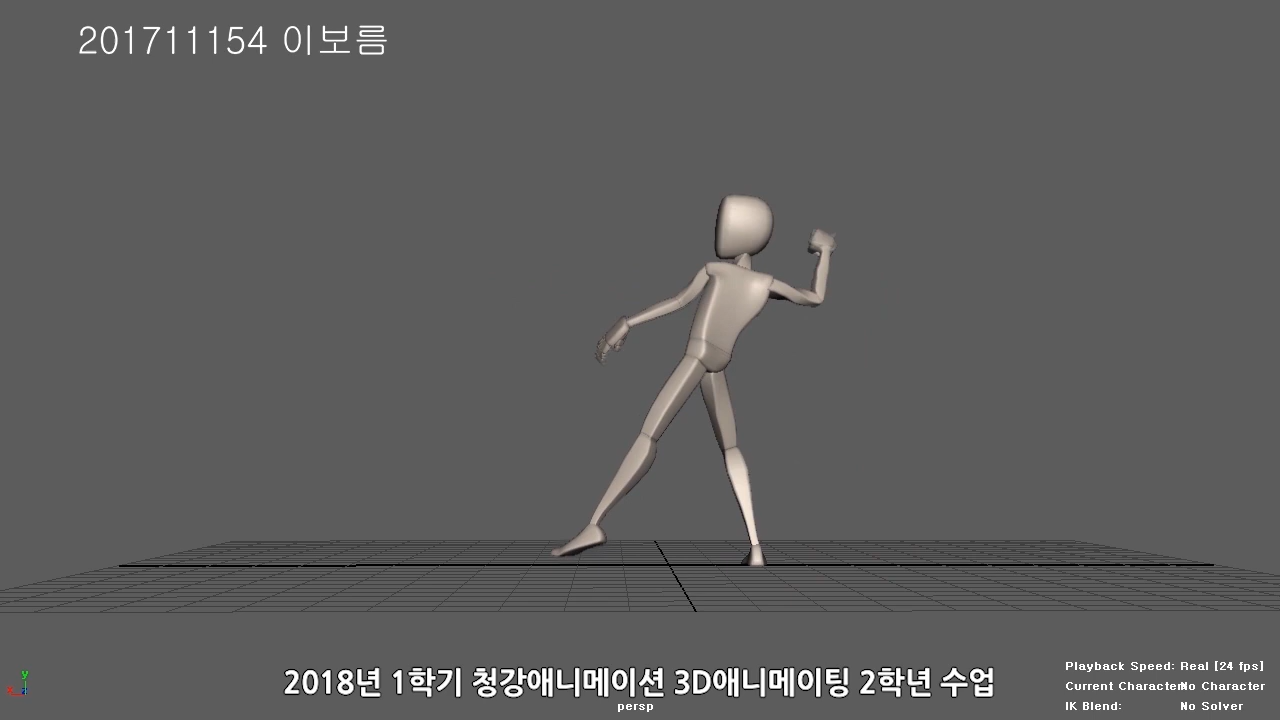 201711154 이보름
2018년 1학기 청강애니메이션 3D애니메이팅 2학년 수업
persp
Playback Speed: Real [24 fps]
Current Character: No Character
IK Blend: No Solver
y
z